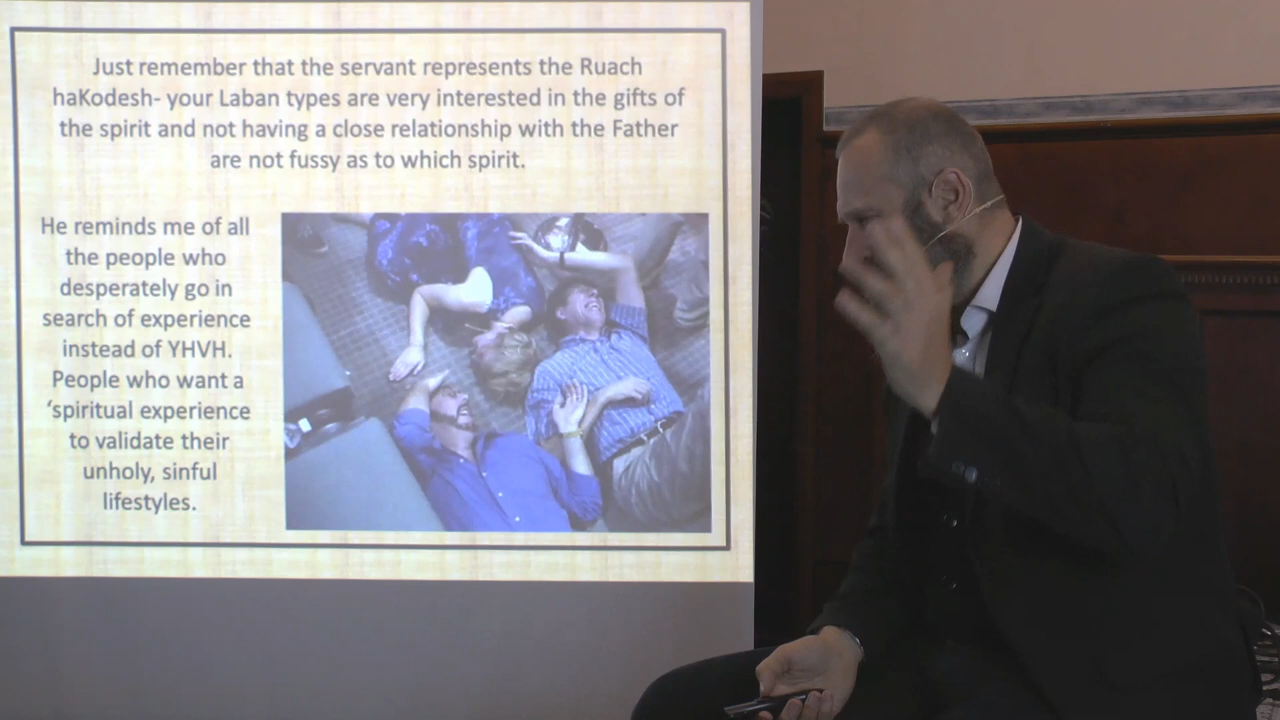 Just remember that the servant represents the Ruach
haKodesh- your Laban types are very interested in the gifts of
the spirit and not having a close relationship with the Father
are not fussy as to which spirit.
He reminds me of all
the people who
desperately go in
search of experience
instead of YHVH.
People who want a
‘spiritual experience
to validate their
unholy, sinful
lifestyles.